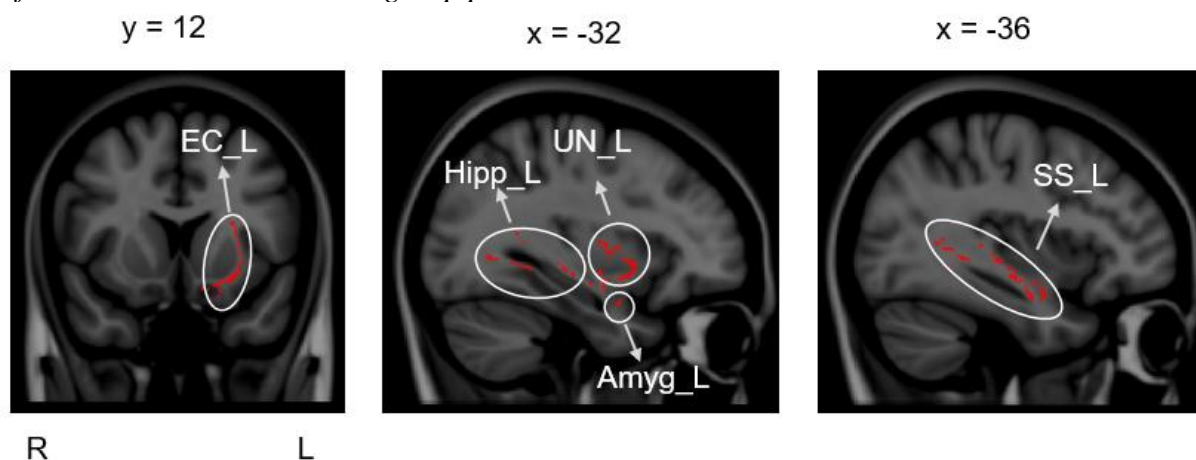 y = 12
x = -32
x = -36
EC_L
UN_L
Hipp_L
SS_L
Amyg_L
R
L